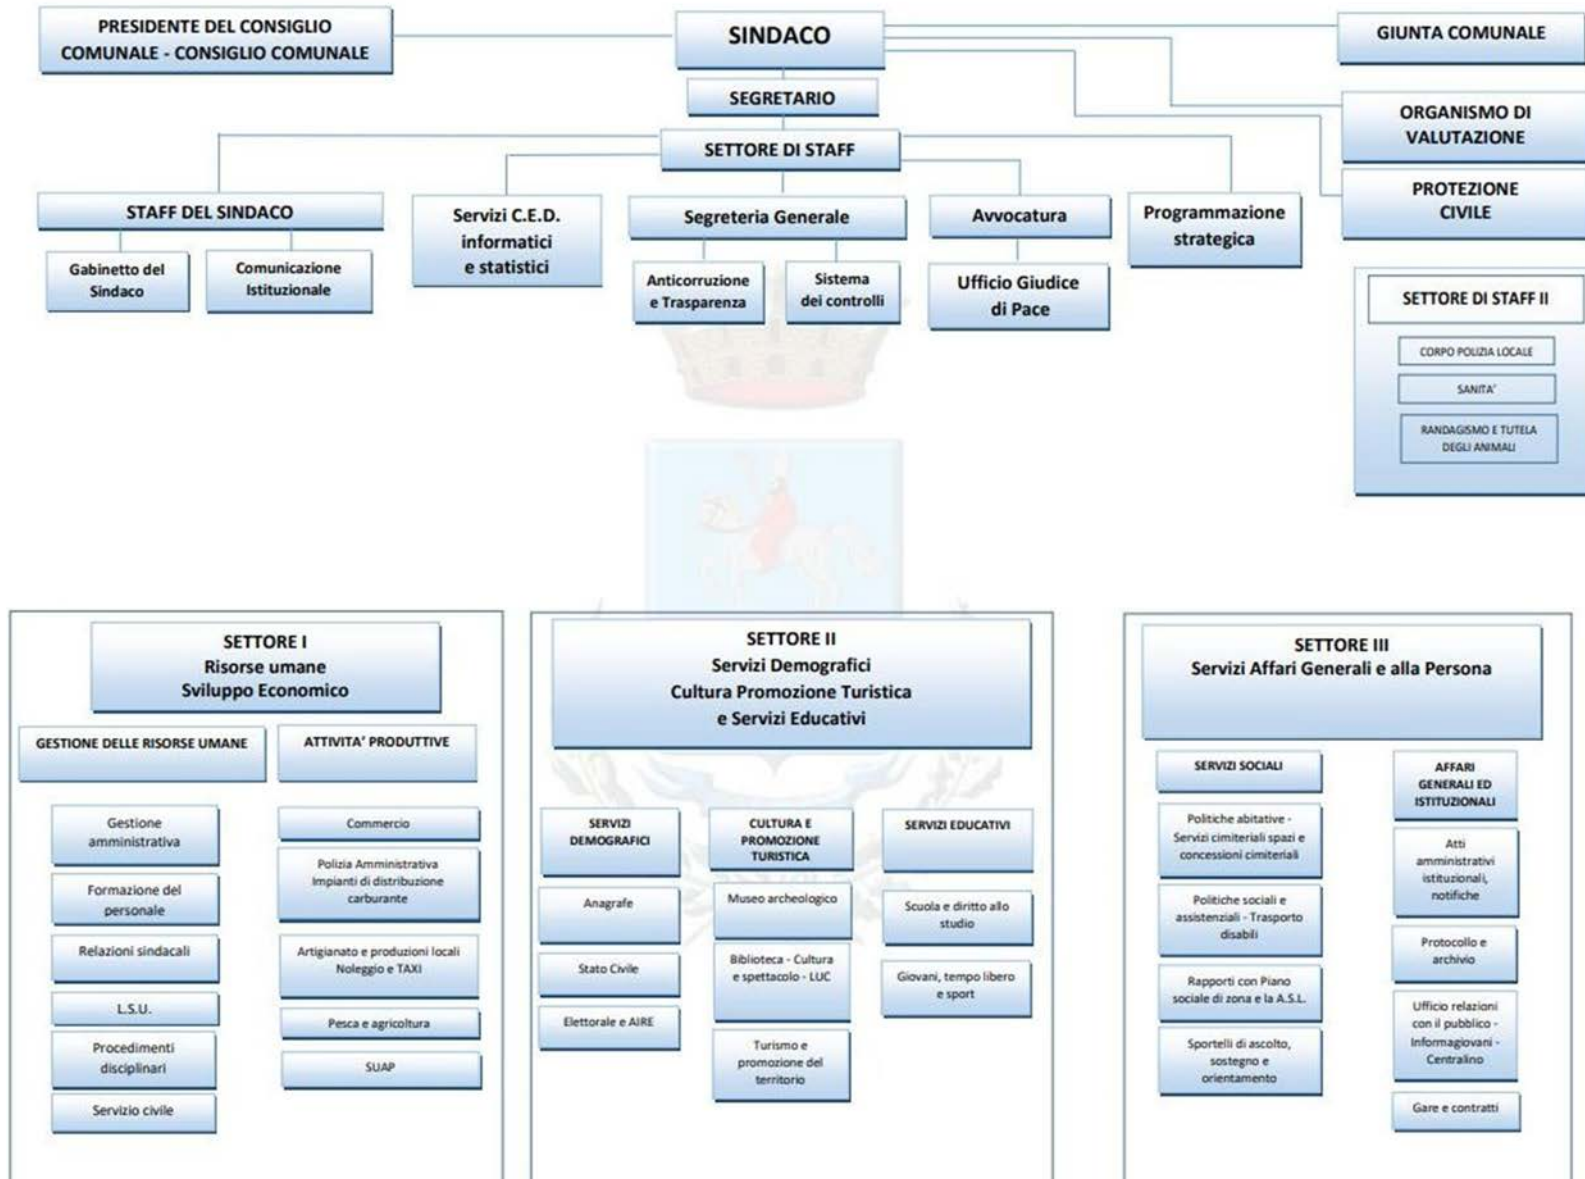 PRESIDENTE DEL CONSIGLIO
COMUNALE - CONSIGLIO COMUNALE
SINDACO
GIUNTA COMUNALE
SEGRETARIO
ORGANISMO DI
VALUTAZIONE
SETTORE DI STAFF
PROTEZIONE
CIVILE
STAFF DEL SINDACO
Gabinetto del
Sindaco
Comunicazione
Istituzionale
Servizi C.E.D.
informatici
e statistici
Segreteria Generale
Anticorruzione
e Trasparenza
Sistema
dei controlli
Avvocatura
Ufficio Giudice
di Pace
Programmazione
strategica
SETTORE DI STAFF II
CORPO POLIZIA LOCALE
SANITA'
RANDAGISMO E TUTELA
DEGLI ANIMALI
SETTORE I
Risorse umane
Sviluppo Economico
GESTIONE DELLE RISORSE UMANE
Gestione
amministrativa
Formazione del
personale
Relazioni sindacali
L.S.U.
Procedimenti
disciplinari
Servizio civile
ATTIVITA' PRODUTTIVE
Commercio
Polizia Amministrativa
Impianti di distribuzione
carburante
Artigianato e produzioni locali
Noleggio e TAXI
Pesca e agricoltura
SUAP
SETTORE II
Servizi Demografici
Cultura Promozione Turistica
e Servizi Educativi
SERVIZI
DEMOGRAFICI
Anagrafe
Stato Civile
Elettorale e AIRE
CULTURA E
PROMOZIONE
TURISTICA
Museo archeologico
Biblioteca - Cultura
e spettacolo - LUC
Turismo e
promozione del
territorio
SERVIZI EDUCATIVI
Scuola e diritto allo
studio
Giovani, tempo libero
e sport
SETTORE III
Servizi Affari Generali e alla Persona
SERVIZI SOCIALI
Politiche abitative -
Servizi cimiteriali spazi e
concessioni cimiteriali
Politiche sociali e
assistenziali - Trasporto
disabili
Rapporti con Piano
sociale di zona e la A.S.L.
Sportelli di ascolto,
sostegno e
orientamento
AFFARI
GENERALI ED
ISTITUZIONALI
Atti
amministrativi
istituzionali,
notifiche
Protocollo e
archivio
Ufficio relazioni
con il pubblico -
Informagiovani -
Centralino
Gare e contratti